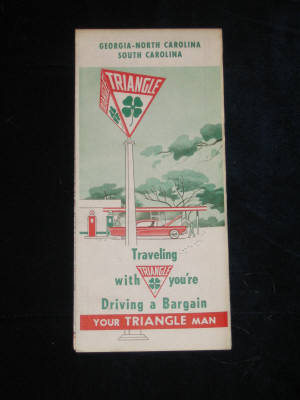 GEORGIA-NORTH CAROLINA
SOUTH CAROLINA
TRIANGLE
Traveling
with TRIANGLE you're
Driving a Bargain
YOUR TRIANGLE MAN